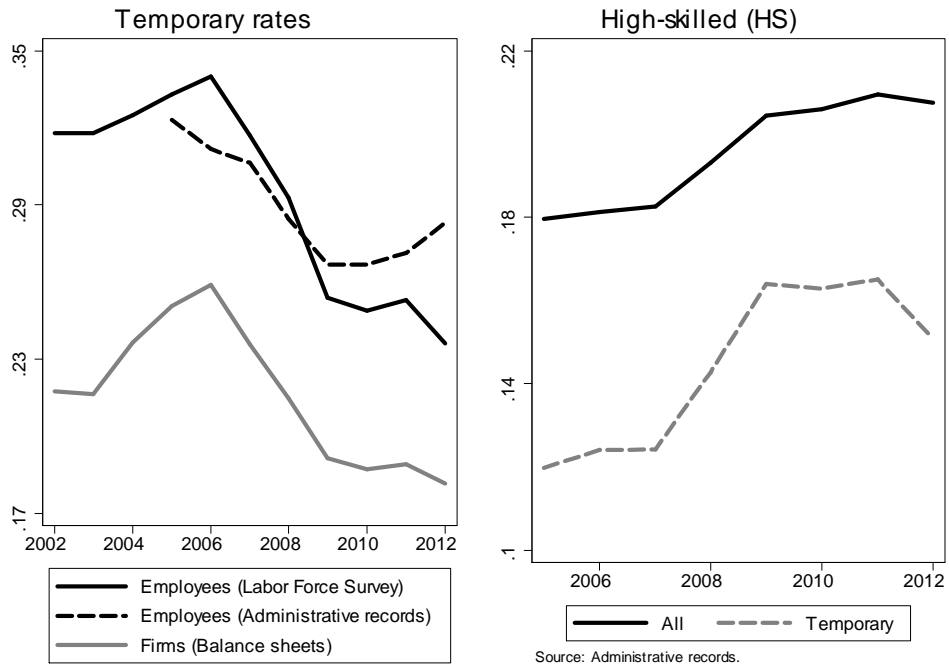 Temporary rates
.35
.29
.23
.17
2002 2004 2006 2008 2010 2012
Employees (Labor Force Survey)
Employees (Administrative records)
Firms (Balance sheets)
High-skilled (HS)
.22
.18
.14
.1
2006 2008 2010 2012
All Temporary
Source: Administrative records.